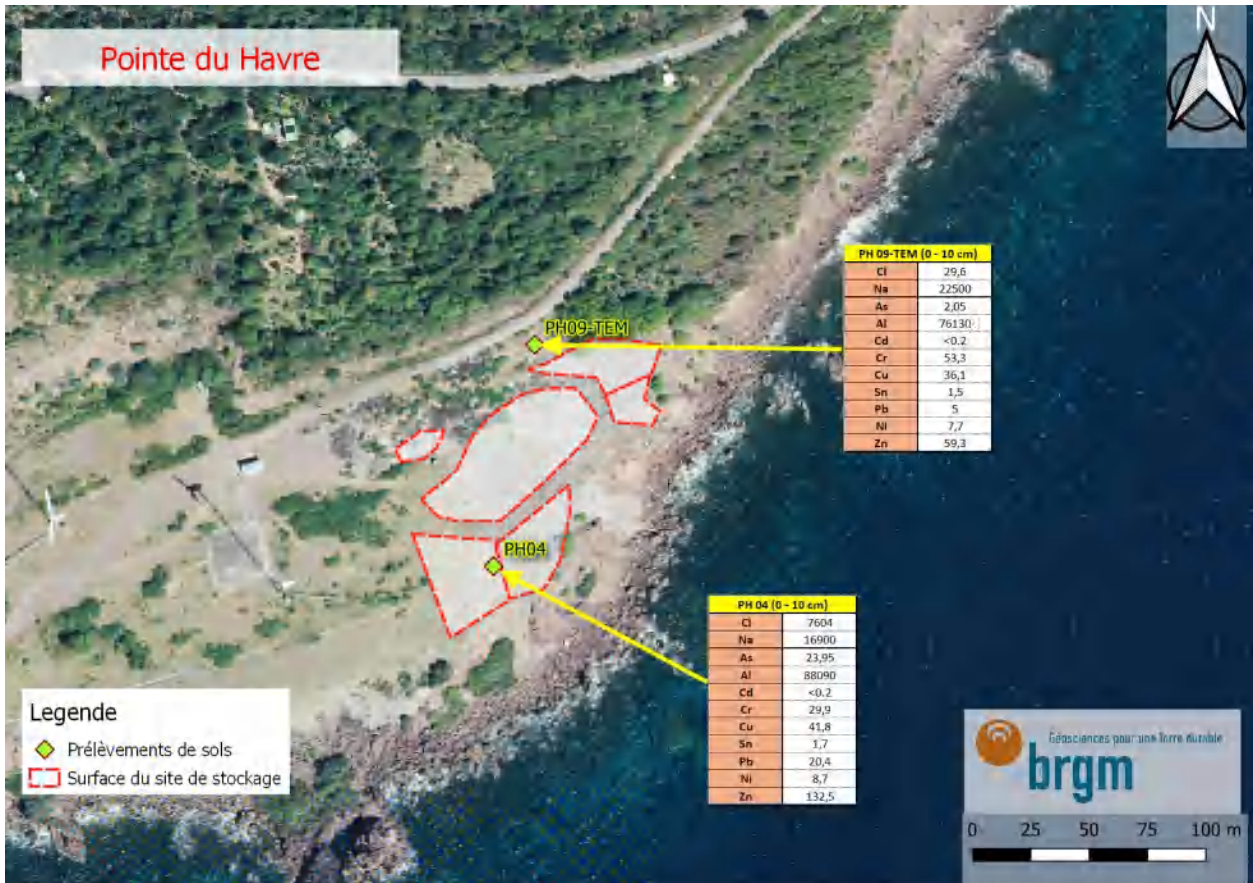 Pointe du Havre
N
PH 09-TEM (0 - 10 cm)
Cl 29,6
Na 22500
As 2,05
Al 76130
Cd <0.2
Cr 53,3
Cu 36,1
Sn 1,5
Pb 5
Ni 7,7
Zn 59,3
PH09-TEM
PH04
PH 04 (0 - 10 cm)
Cl 7604
Na 16900
As 23,95
Al 88090
Cd <0.2
Cr 29,9
Cu 41,8
Sn 1,7
Pb 20,4
Ni 8,7
Zn 132,5
Legende
Prélèvements de sols
Surface du site de stockage
Géosciences pour une Terre durable
brgm
0 25 50 75 100 m